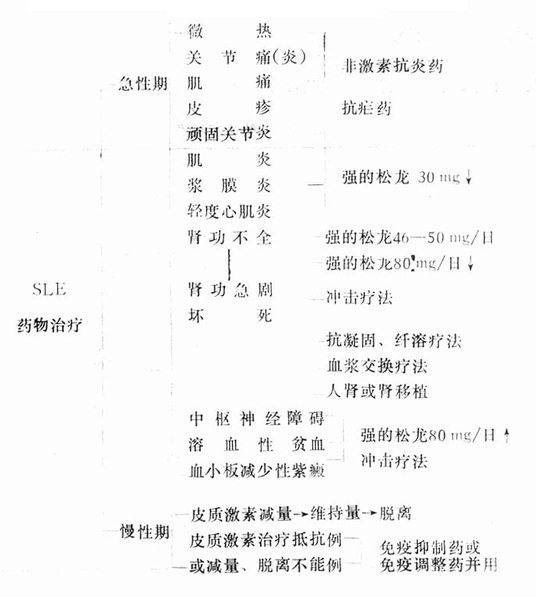 微 热
关 节 痛(炎)
非激素抗炎药
急性期
肌 痛
皮 疹
抗疟药
顽固关节炎
肌 炎
浆 膜 炎
强的松龙 30 mg↓
轻度心肌炎
肾 功 不 全
强的松龙46—50 mg/日
强的松龙80 mg/日↓
SLE
药物治疗
肾 功 急 剧
坏 死
冲击疗法
抗凝固、纤溶疗法
血浆交换疗法
人肾或肾移植
中 枢 神 经 障 碍
溶 血 性 贫 血
血小板减少性紫癜
强的松龙80 mg/日↑
冲击疗法
慢性期
皮质激素减量→维持量→脱离
皮质激素治疗抵抗例
或减量、脱离不能例
免疫抑制药或
免疫调整药并用